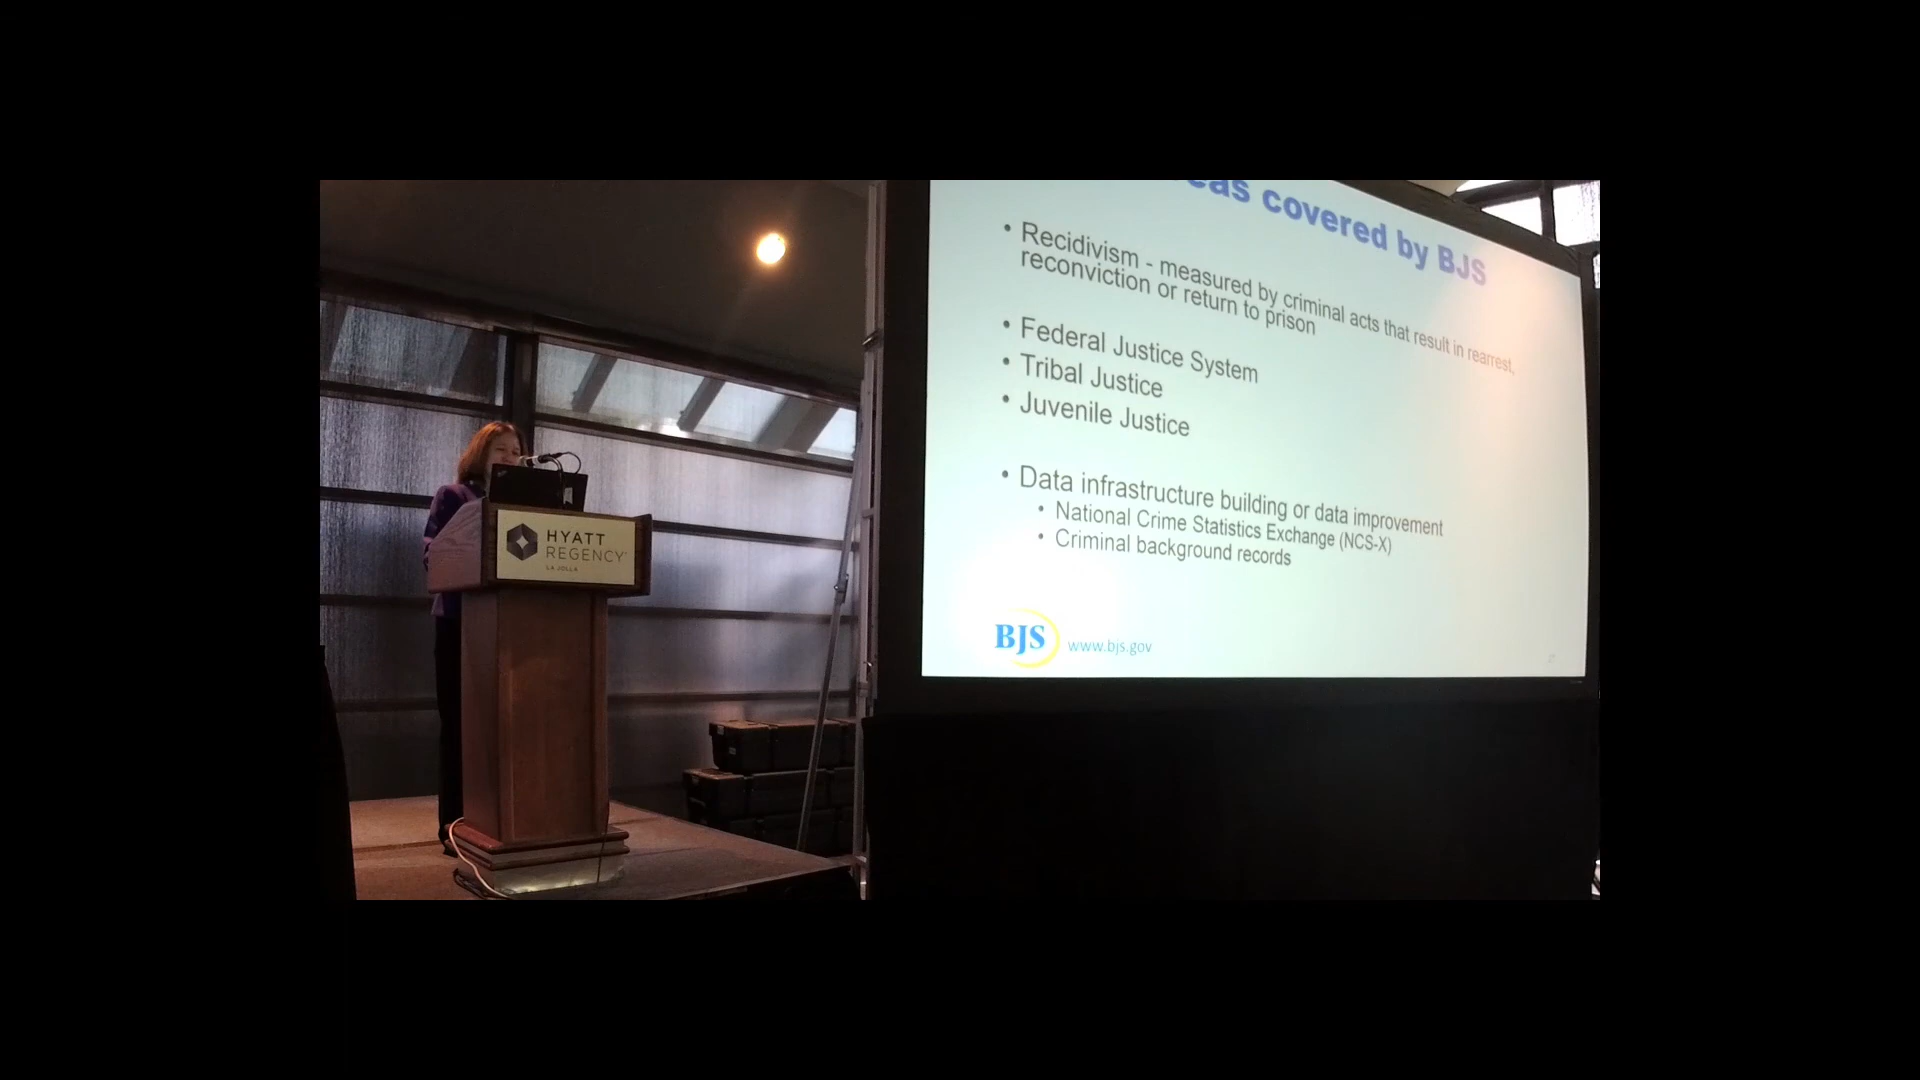 HYATT
REGENCY
LA JOLLA
covered by BJS
• Recidivism - measured by criminal acts that result in rearrest,
reconviction or return to prison
• Federal Justice System
• Tribal Justice
• Juvenile Justice
• Data infrastructure building or data improvement
• National Crime Statistics Exchange (NCS-X)
• Criminal background records
BJS www.bjs.gov